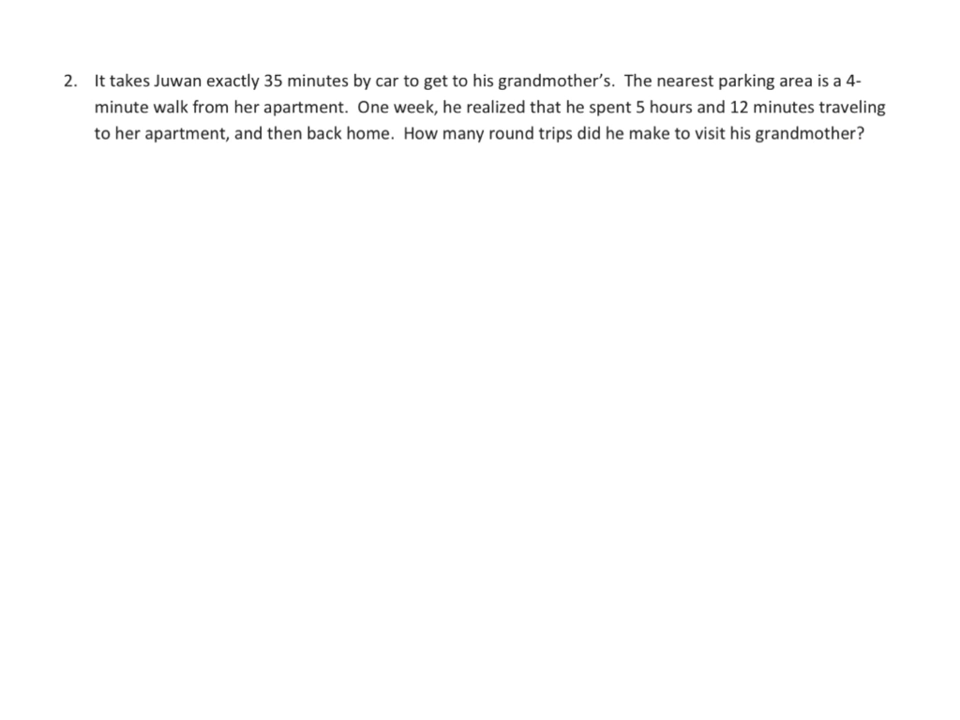 2. It takes Juwan exactly 35 minutes by car to get to his grandmother’s. The nearest parking area is a 4-
minute walk from her apartment. One week, he realized that he spent 5 hours and 12 minutes traveling
to her apartment, and then back home. How many round trips did he make to visit his grandmother?